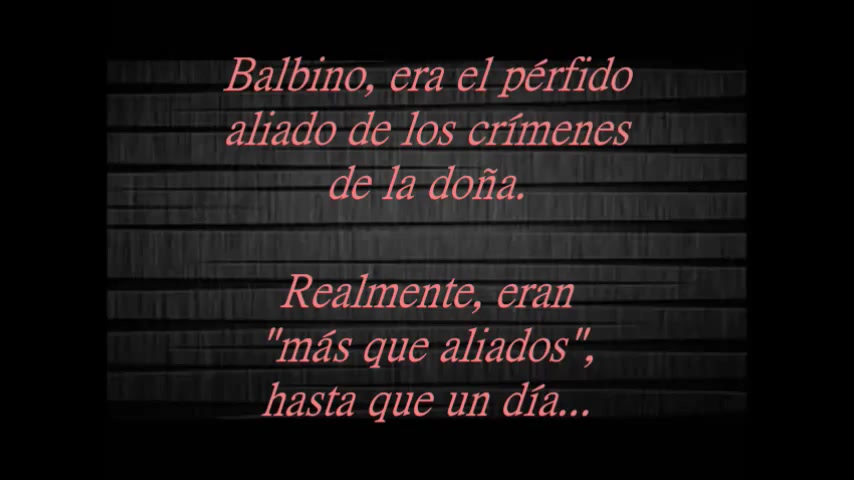 Balbino, era el pérfido
aliado de los crímenes
de la doña.
Realmente, eran
"más que aliados",
hasta que un día...